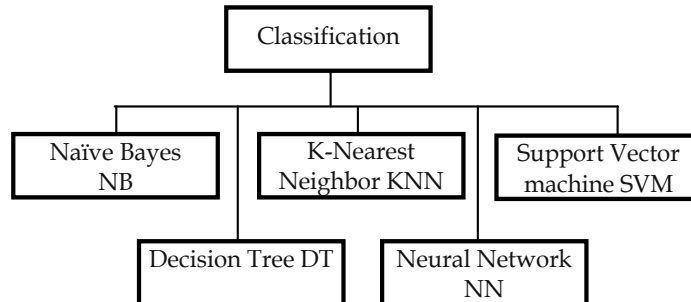 Classification
Naïve Bayes
NB
K-Nearest
Neighbor KNN
Support Vector
machine SVM
Decision Tree DT
Neural Network
NN